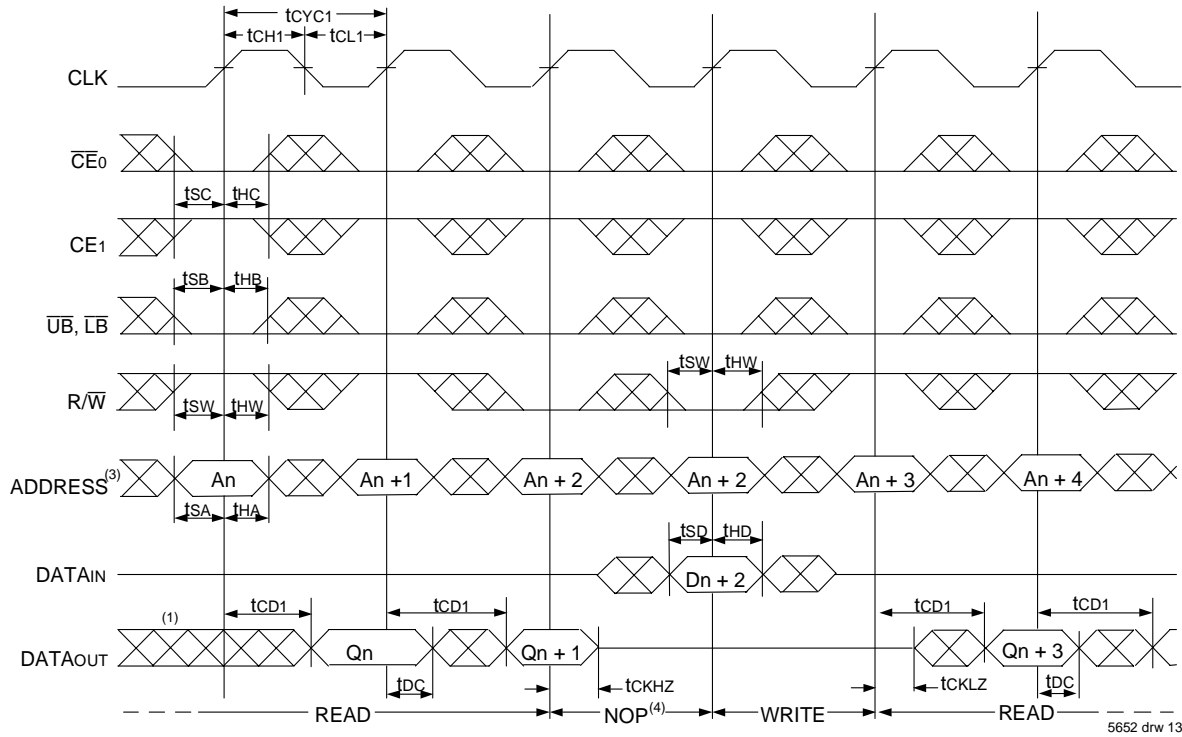 tCYC1
tCH1 tCL1
CLK
CE0
tSC tHC
CE1
tSB tHB
UB, LB
tSW tHW
R/W
tSW tHW
ADDRESS(3) An An +1 An + 2 An + 2 An + 3 An + 4
tSA tHA
tSD tHD
DATAIN Dn + 2
(1) tCD1 tCD1 tCD1 tCD1
DATAOUT Qn Qn + 1 Qn + 3
tDC tCKHZ tCKLZ tDC
READ NOP(4) WRITE READ
5652 drw 13